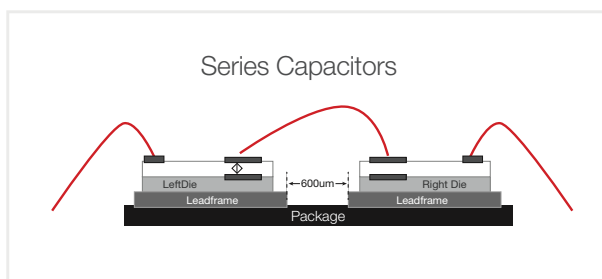 Series Capacitors
600um
LeftDie
Right Die
Leadframe
Leadframe
Package